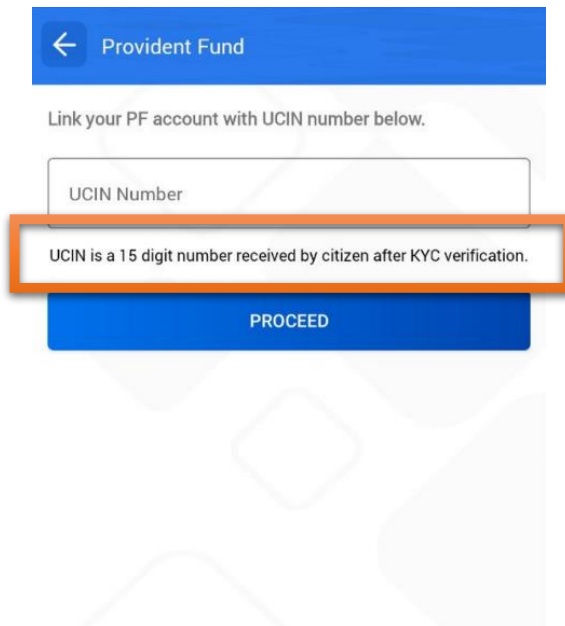 Provident Fund
Link your PF account with UCIN number below.
UCIN Number
UCIN is a 15 digit number received by citizen after KYC verification.
PROCEED